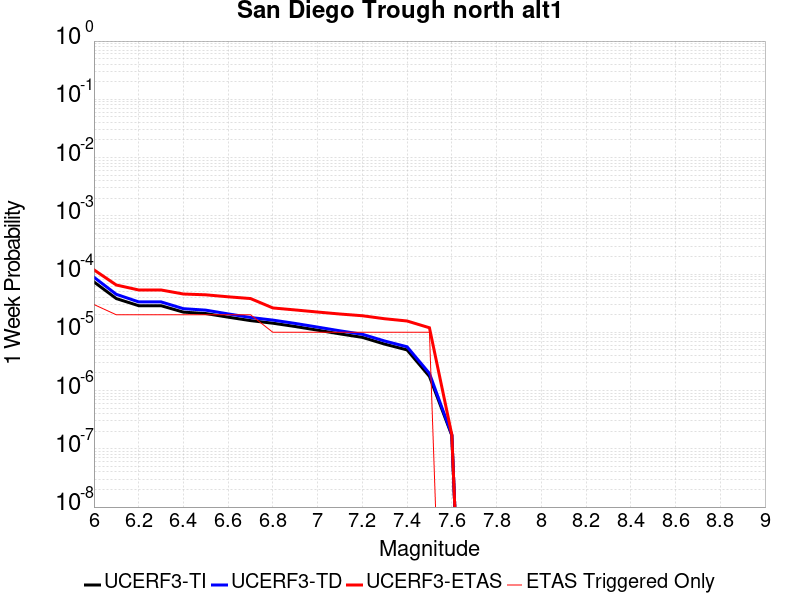 San Diego Trough north alt1
10^0
10^-1
10^-2
10^-3
10^-4
10^-5
10^-6
10^-7
10^-8
1 Week Probability
6 6.2 6.4 6.6 6.8 7 7.2 7.4 7.6 7.8 8 8.2 8.4 8.6 8.8 9
Magnitude
UCERF3-TI UCERF3-TD UCERF3-ETAS ETAS Triggered Only